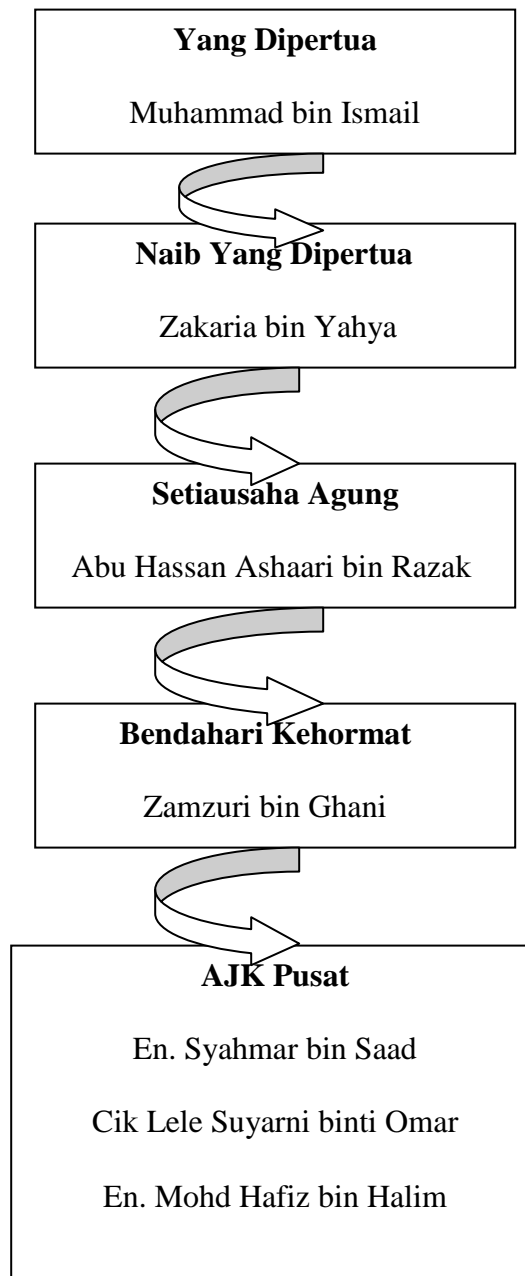 Yang Dipertua
Muhammad bin Ismail
Naib Yang Dipertua
Zakaria bin Yahya
Setiausaha Agung
Abu Hassan Ashaari bin Razak
Bendahari Kehormat
Zamzuri bin Ghani
AJK Pusat
En. Syahmar bin Saad
Cik Lele Suyarni binti Omar
En. Mohd Hafiz bin Halim